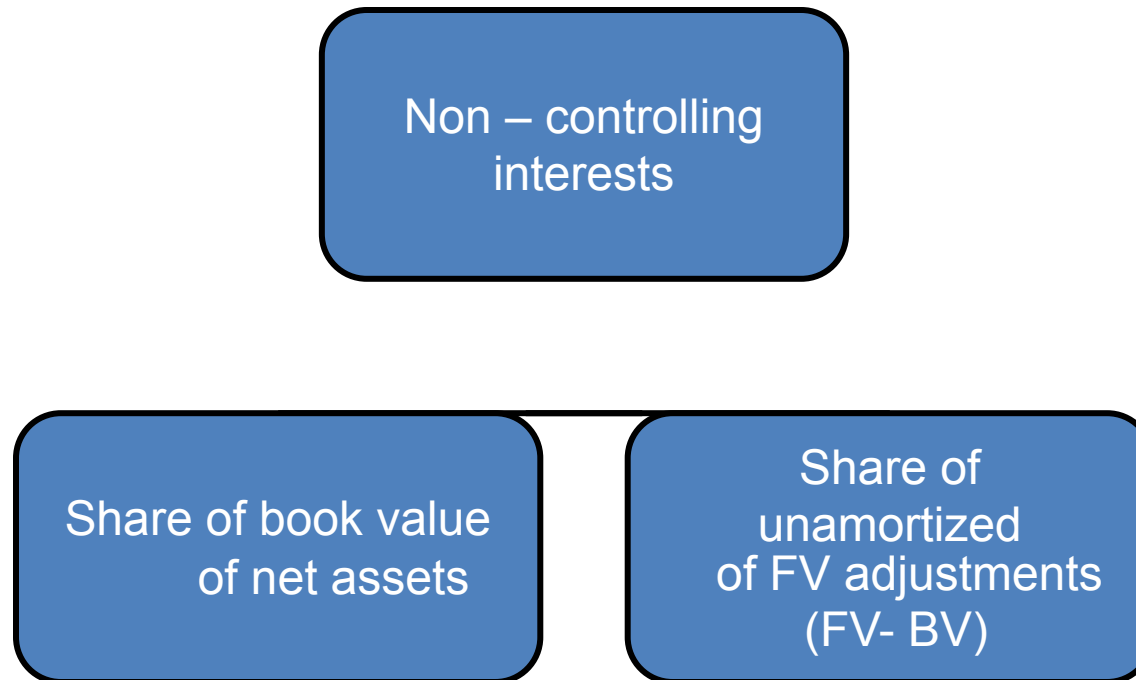 Non – controlling
interests
Share of book value
of net assets
Share of
unamortized
of FV adjustments
(FV- BV)